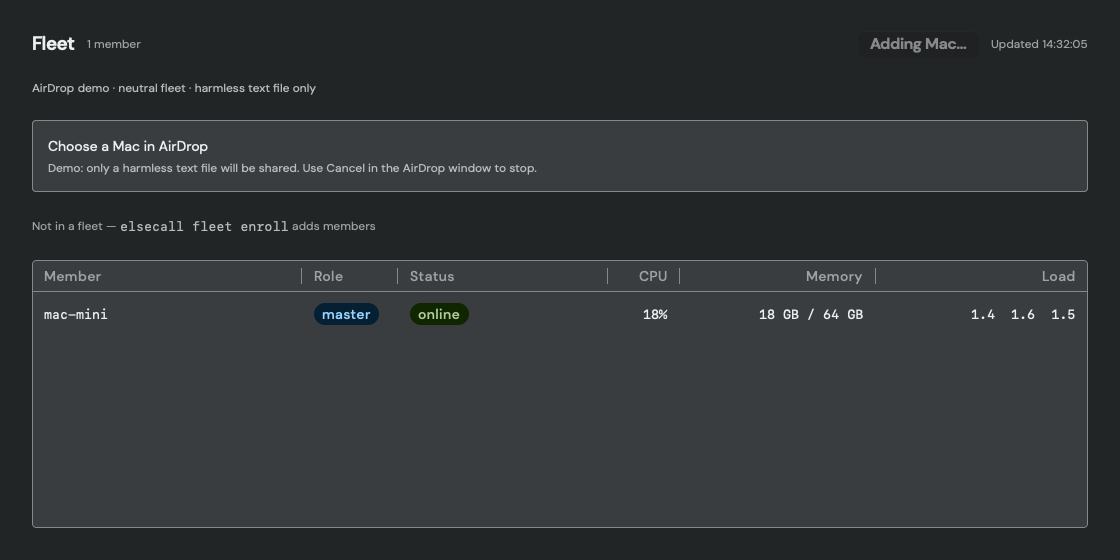 Fleet 1 member Adding Mac... Updated 14:32:05
AirDrop demo · neutral fleet · harmless text file only
Choose a Mac in AirDrop
Demo: only a harmless text file will be shared. Use Cancel in the AirDrop window to stop.
Not in a fleet — elsecall fleet enroll adds members
Member Role Status CPU Memory Load
mac-mini master online 18% 18 GB / 64 GB 1.4 1.6 1.5